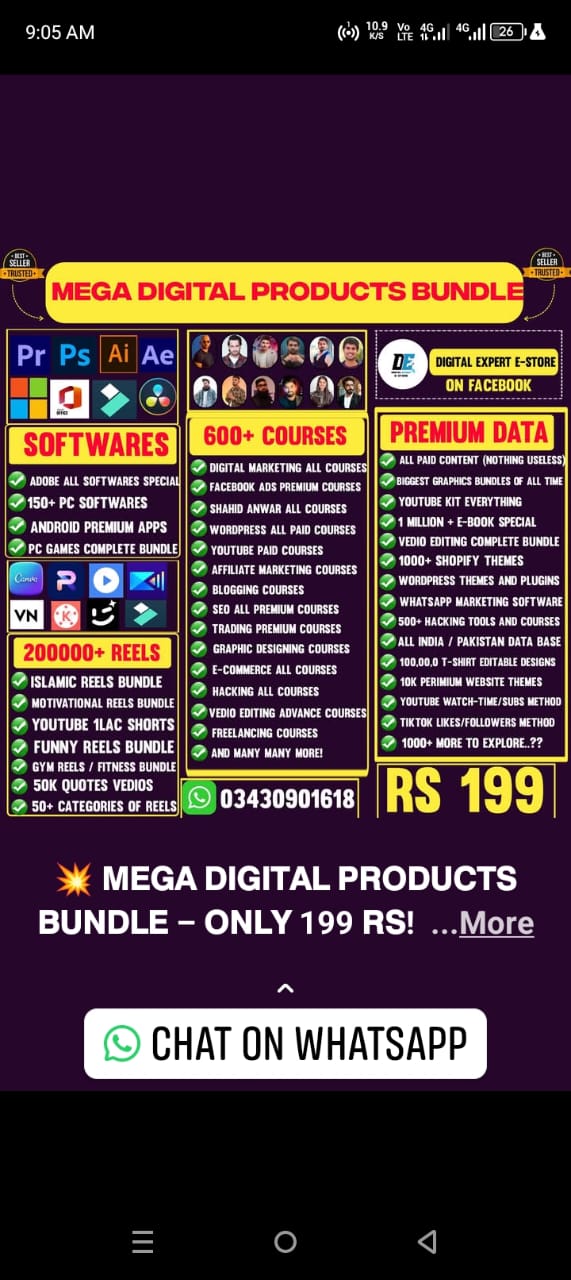 9:05 AM
10.9 K/S Vo LTE 4G 4G 26
BEST SELLER TRUSTED
BEST SELLER TRUSTED
MEGA DIGITAL PRODUCTS BUNDLE
Pr Ps Ai Ae
SOFTWARES
ADOBE ALL SOFTWARES SPECIAL
150+ PC SOFTWARES
ANDROID PREMIUM APPS
PC GAMES COMPLETE BUNDLE
Canva
VN
200000+ REELS
ISLAMIC REELS BUNDLE
MOTIVATIONAL REELS BUNDLE
YOUTUBE 1LAC SHORTS
FUNNY REELS BUNDLE
GYM REELS / FITNESS BUNDLE
50K QUOTES VEDIOS
50+ CATEGORIES OF REELS
600+ COURSES
DIGITAL MARKETING ALL COURSES
FACEBOOK ADS PREMIUM COURSES
SHAHID ANWAR ALL COURSES
WORDPRESS ALL PAID COURSES
YOUTUBE PAID COURSES
AFFILIATE MARKETING COURSES
BLOGGING COURSES
SEO ALL PREMIUM COURSES
TRADING PREMIUM COURSES
GRAPHIC DESIGNING COURSES
E-COMMERCE ALL COURSES
HACKING ALL COURSES
VEDIO EDITING ADVANCE COURSES
FREELANCING COURSES
AND MANY MANY MORE!
03430901618
DE
DIGITAL EXPERT E-STORE
ON FACEBOOK
PREMIUM DATA
ALL PAID CONTENT (NOTHING USELESS)
BIGGEST GRAPHICS BUNDLES OF ALL TIME
YOUTUBE KIT EVERYTHING
1 MILLION + E-BOOK SPECIAL
VEDIO EDITING COMPLETE BUNDLE
1000+ SHOPIFY THEMES
WORDPRESS THEMES AND PLUGINS
WHATSAPP MARKETING SOFTWARE
500+ HACKING TOOLS AND COURSES
ALL INDIA / PAKISTAN DATA BASE
100,00,0 T-SHIRT EDITABLE DESIGNS
10K PERIMIUM WEBSITE THEMES
YOUTUBE WATCH-TIME/SUBS METHOD
TIKTOK LIKES/FOLLOWERS METHOD
1000+ MORE TO EXPLORE..??
RS 199
💥 MEGA DIGITAL PRODUCTS
BUNDLE – ONLY 199 RS! ...More
CHAT ON WHATSAPP